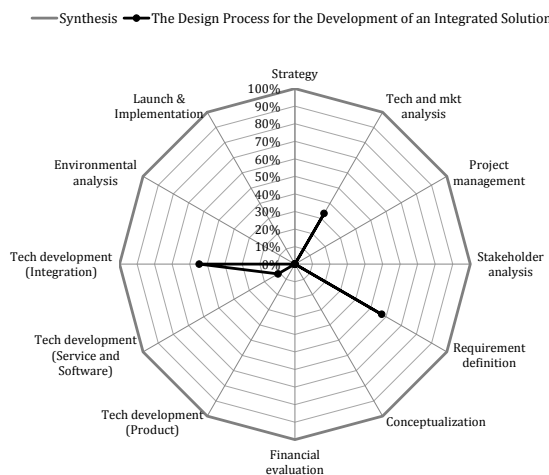 Synthesis The Design Process for the Development of an Integrated Solution
Strategy
100%
90%
80%
70%
60%
50%
40%
30%
20%
10%
0%
Tech and mkt
analysis
Project
management
Stakeholder
analysis
Requirement
definition
Conceptualization
Financial
evaluation
Tech development
(Product)
Tech development
(Service and
Software)
Tech development
(Integration)
Environmental
analysis
Launch &
Implementation